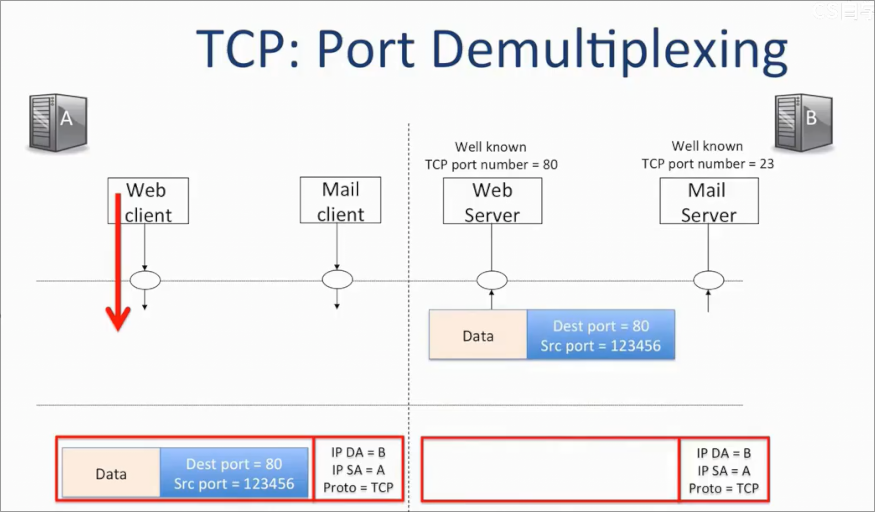 TCP: Port Demultiplexing
A
B
Well known
TCP port number = 80
Well known
TCP port number = 23
Web
client
Mail
client
Web
Server
Mail
Server
Data
Dest port = 80
Src port = 123456
Data
Dest port = 80
Src port = 123456
IP DA = B
IP SA = A
Proto = TCP
IP DA = B
IP SA = A
Proto = TCP